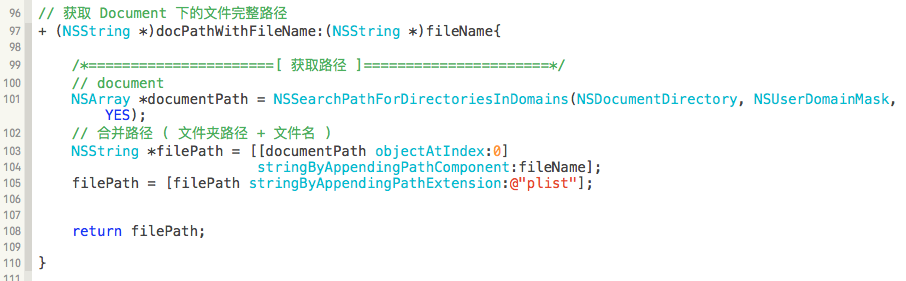 96 // 获取 Document 下的文件完整路径
97 + (NSString *)docPathWithFileName:(NSString *)fileName{
98
99 /*======================[ 获取路径 ]======================*/
100 // document
101 NSArray *documentPath = NSSearchPathForDirectoriesInDomains(NSDocumentDirectory, NSUserDomainMask,
YES);
102 // 合并路径 ( 文件夹路径 + 文件名 )
103 NSString *filePath = [[documentPath objectAtIndex:0]
104 stringByAppendingPathComponent:fileName];
105 filePath = [filePath stringByAppendingPathExtension:@"plist"];
106
107
108 return filePath;
109
110 }
111